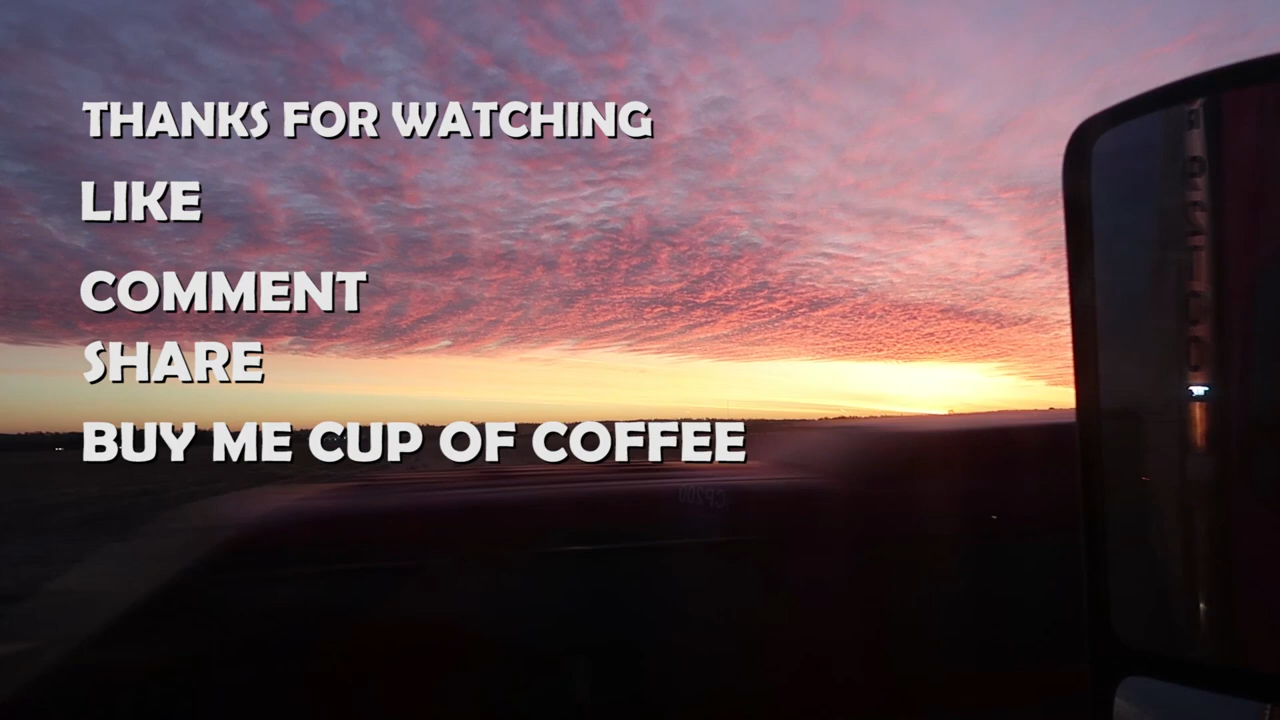 THANKS FOR WATCHING
LIKE
COMMENT
SHARE
BUY ME CUP OF COFFEE